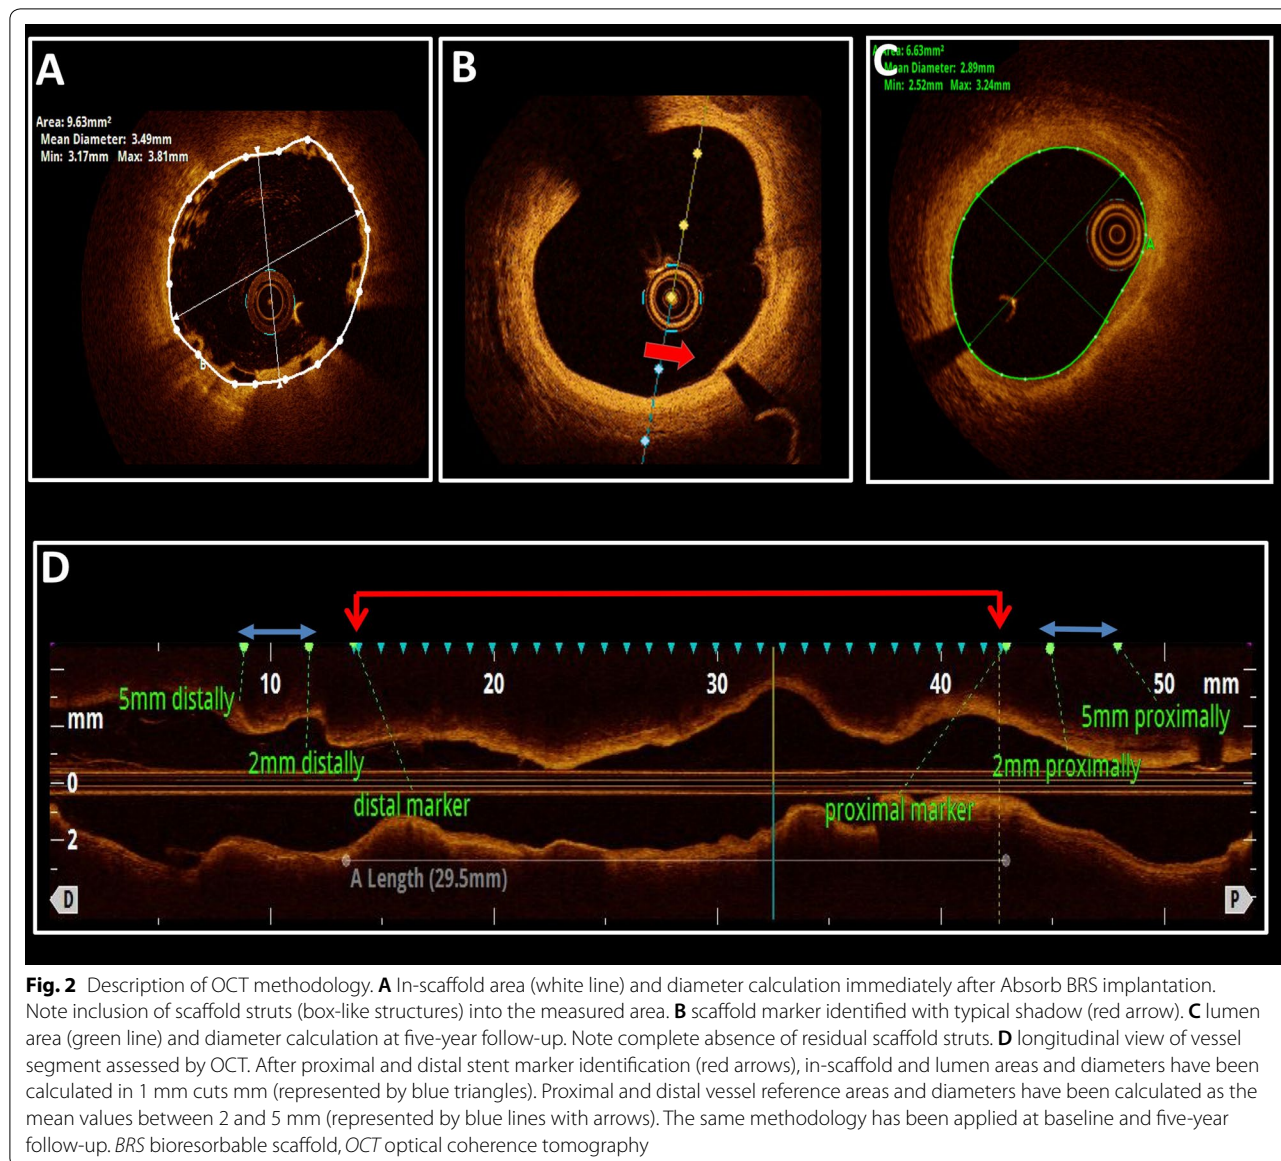 A
Area: 9.63mm²
Mean Diameter: 3.49mm
Min: 3.17mm Max: 3.81mm
B
C
Area: 6.63mm²
Mean Diameter: 2.89mm
Min: 2.52mm Max: 3.24mm
A
D
10
20
30
40
50 mm
5mm distally
5mm proximally
mm
2mm distally
2mm proximally
0
distal marker
proximal marker
2
A Length (29.5mm)
D
P
Fig. 2 Description of OCT methodology. A In-scaffold area (white line) and diameter calculation immediately after Absorb BRS implantation.
Note inclusion of scaffold struts (box-like structures) into the measured area. B scaffold marker identified with typical shadow (red arrow). C lumen
area (green line) and diameter calculation at five-year follow-up. Note complete absence of residual scaffold struts. D longitudinal view of vessel
segment assessed by OCT. After proximal and distal stent marker identification (red arrows), in-scaffold and lumen areas and diameters have been
calculated in 1 mm cuts mm (represented by blue triangles). Proximal and distal vessel reference areas and diameters have been calculated as the
mean values between 2 and 5 mm (represented by blue lines with arrows). The same methodology has been applied at baseline and five-year
follow-up. BRS bioresorbable scaffold, OCT optical coherence tomography